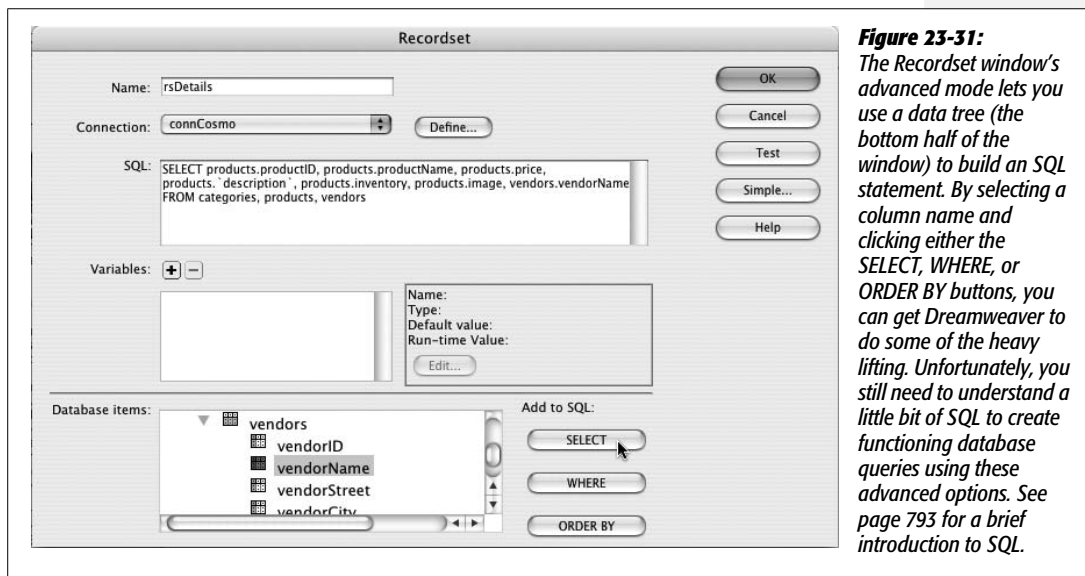 Recordset
Name: rsDetails
Connection: connCosmo
Define...
SQL: SELECT products.productID, products.productName, products.price,
products.`description`, products.inventory, products.image, vendors.vendorName
FROM categories, products, vendors
Variables:
Name:
Type:
Default value:
Run-time Value:
Edit...
Database items:
vendors
vendorID
vendorName
vendorStreet
vendorCity
Add to SQL:
SELECT
WHERE
ORDER BY
OK
Cancel
Test
Simple...
Help
Figure 23-31:
The Recordset window's
advanced mode lets you
use a data tree (the
bottom half of the
window) to build an SQL
statement. By selecting a
column name and
clicking either the
SELECT, WHERE, or
ORDER BY buttons, you
can get Dreamweaver to
do some of the heavy
lifting. Unfortunately, you
still need to understand a
little bit of SQL to create
functioning database
queries using these
advanced options. See
page 793 for a brief
introduction to SQL.